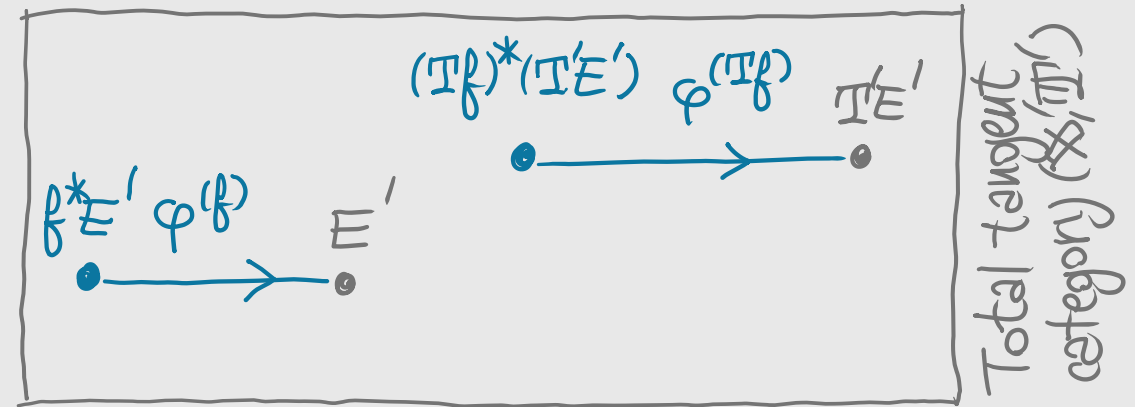 (Tf)*(T'E') φ^(Tf) T'E'
f*E' φ^(f) E'
Total tangent
category (X',T')